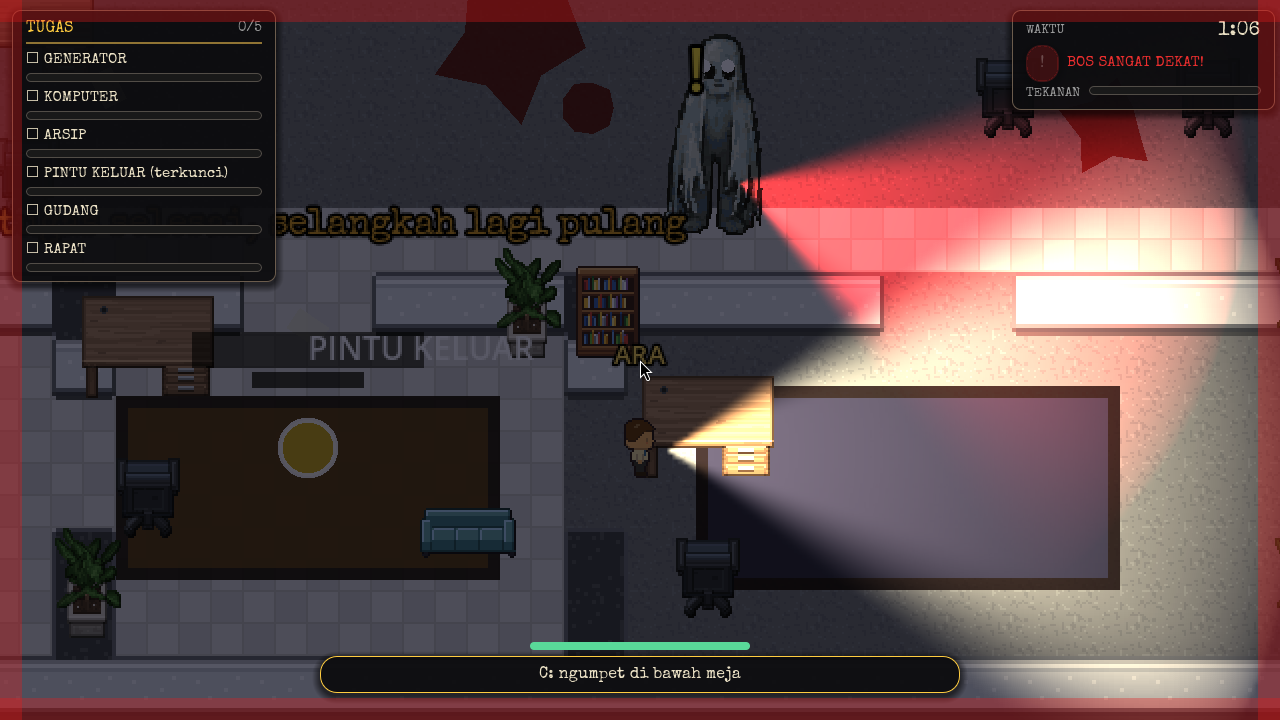 TUGAS 0/5
GENERATOR
KOMPUTER
ARSIP
PINTU KELUAR (terkunci)
GUDANG
RAPAT
WAKTU 1:06
! BOS SANGAT DEKAT!
TEKANAN
!
selangkah lagi pulang
PINTU KELUAR
ARA
C: ngumpet di bawah meja